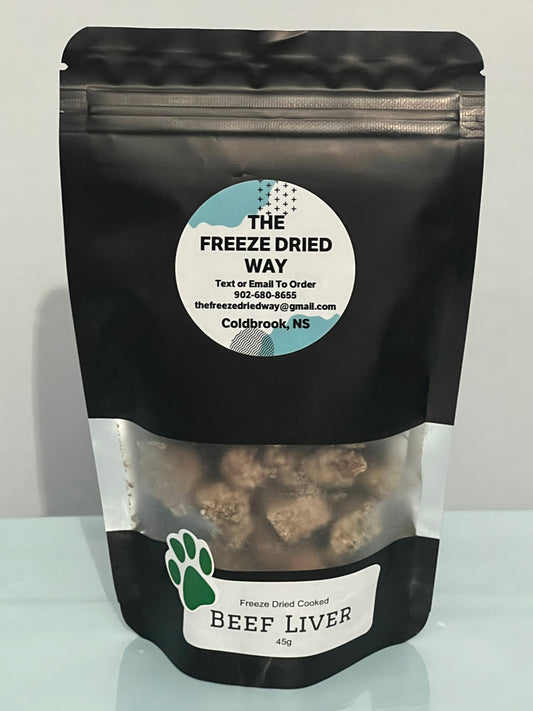 THE
FREEZE DRIED
WAY
Text or Email To Order
902-680-8655
thefreezedriedway@gmail.com
Coldbrook, NS
Freeze Dried Cooked
BEEF LIVER
45g